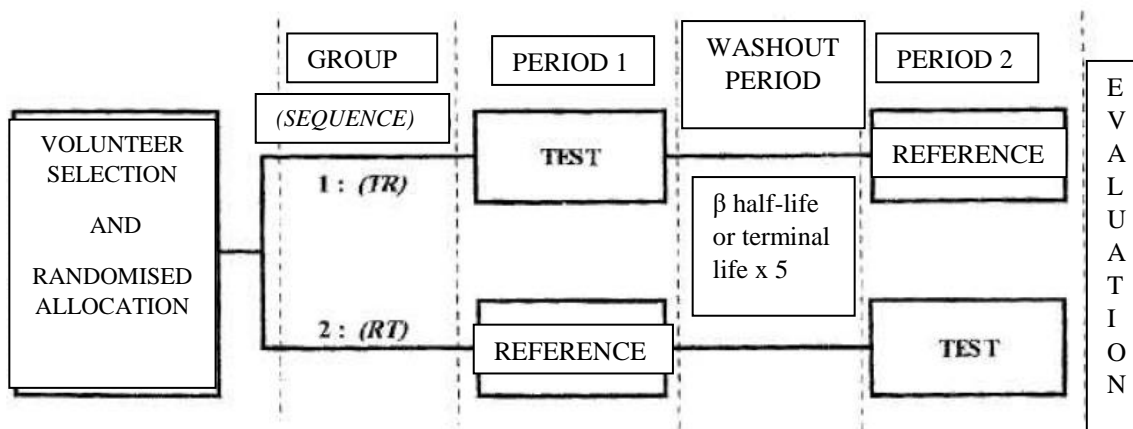 GROUP
PERIOD 1
WASHOUT
PERIOD
PERIOD 2
(SEQUENCE)
VOLUNTEER
SELECTION
AND
RANDOMISED
ALLOCATION
TEST
REFERENCE
1 : (TR)
β half-life
or terminal
life x 5
2 : (RT)
REFERENCE
TEST
E
V
A
L
U
A
T
I
O
N